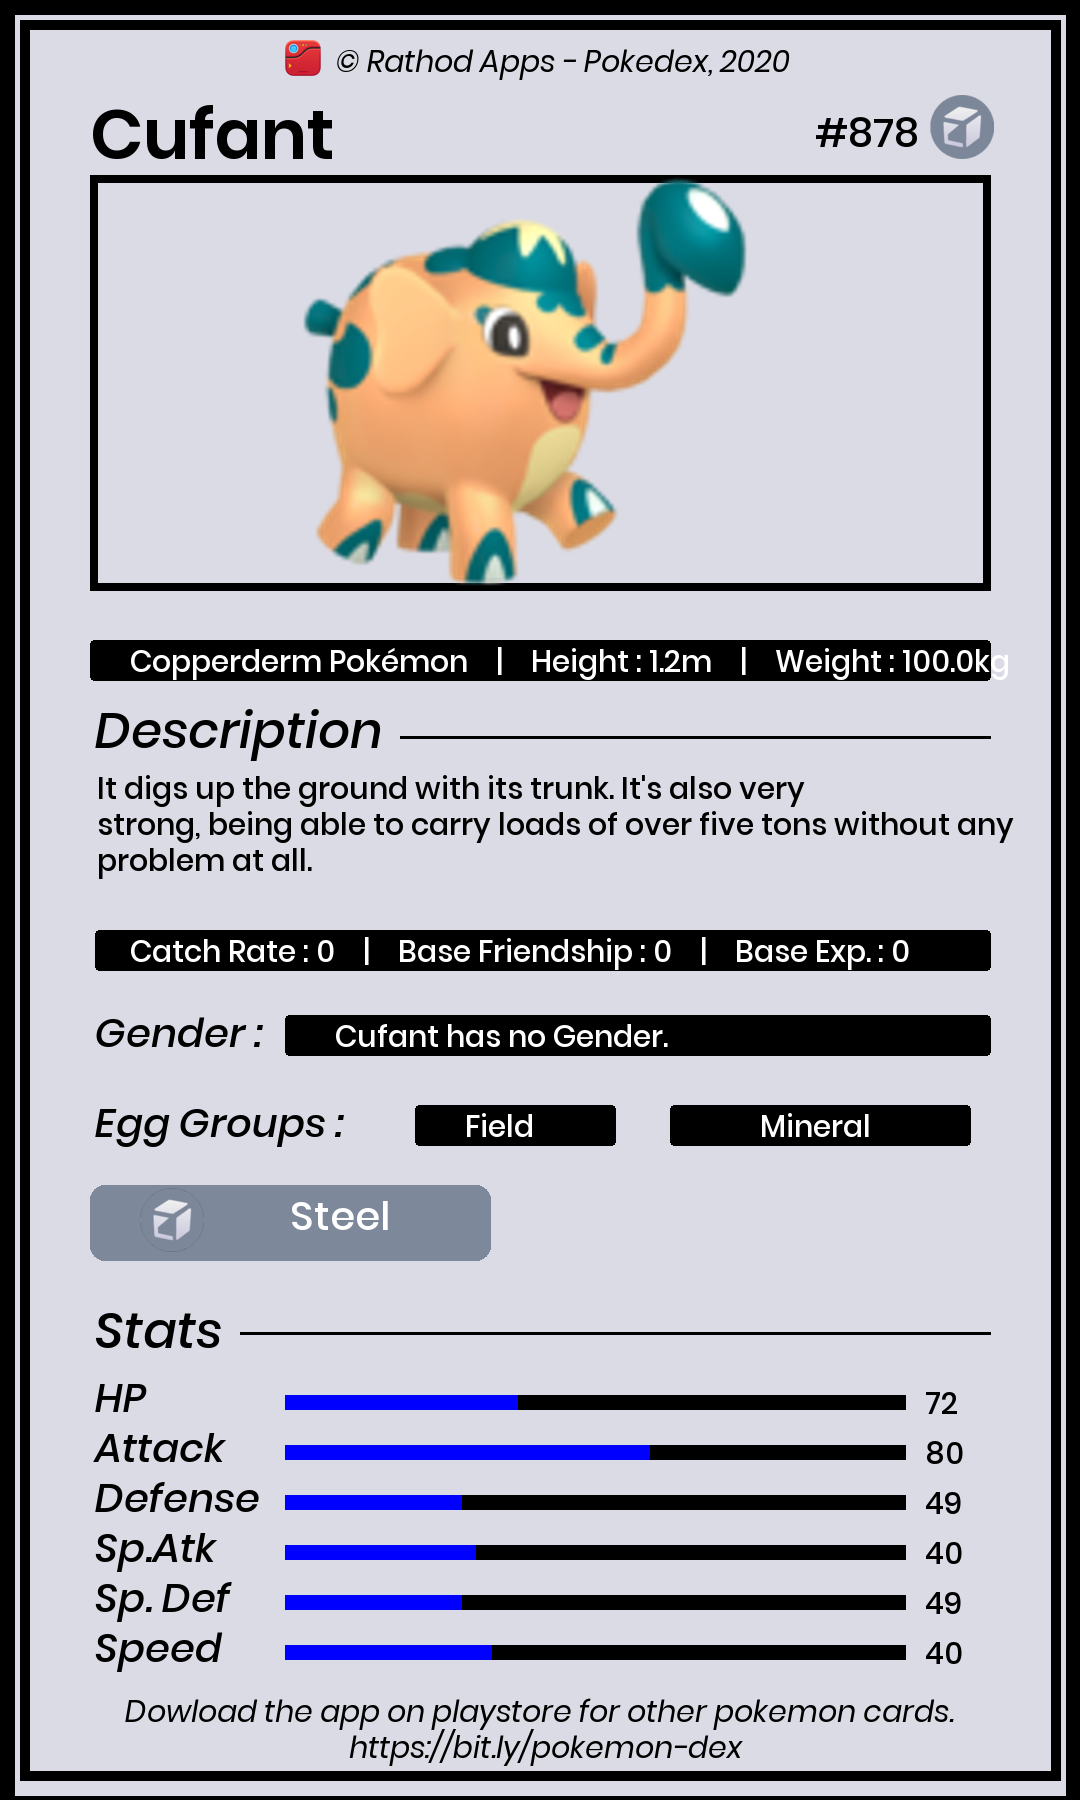 © Rathod Apps - Pokedex, 2020
Cufant #878
Copperderm Pokémon | Height : 1.2m | Weight : 100.0kg
Description
It digs up the ground with its trunk. It's also very
strong, being able to carry loads of over five tons without any
problem at all.
Catch Rate : 0 | Base Friendship : 0 | Base Exp. : 0
Gender : Cufant has no Gender.
Egg Groups : Field Mineral
Steel
Stats
HP 72
Attack 80
Defense 49
Sp.Atk 40
Sp. Def 49
Speed 40
Dowload the app on playstore for other pokemon cards.
https://bit.ly/pokemon-dex